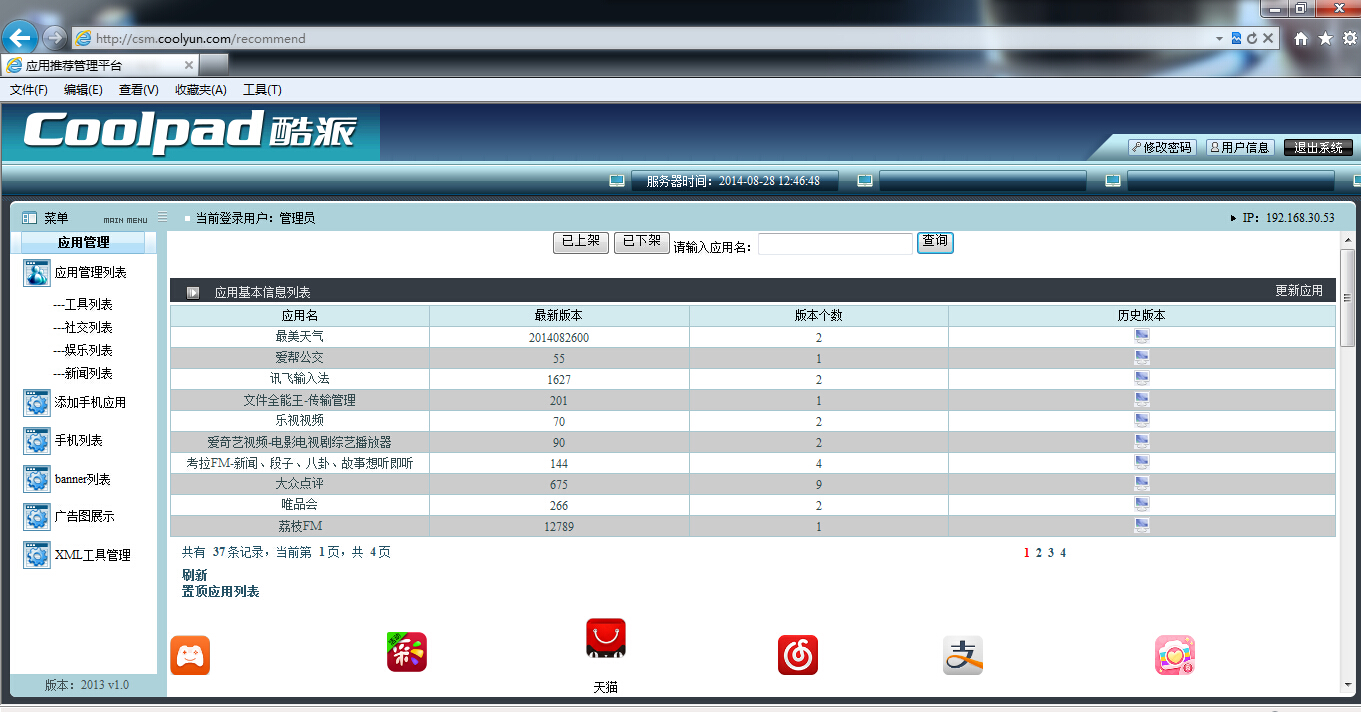 http://csm.coolyun.com/recommend
应用推荐管理平台
文件(F) 编辑(E) 查看(V) 收藏夹(A) 工具(T)
Coolpad 酷派
修改密码 用户信息 退出系统
服务器时间：2014-08-28 12:46:48
菜单 MAIN MENU 当前登录用户：管理员 IP：192.168.30.53
应用管理
应用管理列表
---工具列表
---社交列表
---娱乐列表
---新闻列表
添加手机应用
手机列表
banner列表
广告图展示
XML工具管理
版本：2013 v1.0
已上架 已下架 请输入应用名： 查询
应用基本信息列表 更新应用
应用名 最新版本 版本个数 历史版本
最美天气 2014082600 2
爱帮公交 55 1
讯飞输入法 1627 2
文件全能王-传输管理 201 1
乐视视频 70 2
爱奇艺视频-电影电视剧综艺播放器 90 2
考拉FM-新闻、段子、八卦、故事想听即听 144 4
大众点评 675 9
唯品会 266 2
荔枝FM 12789 1
共有 37条记录，当前第 1页，共 4页 1 2 3 4
刷新
置顶应用列表
彩
支
天猫